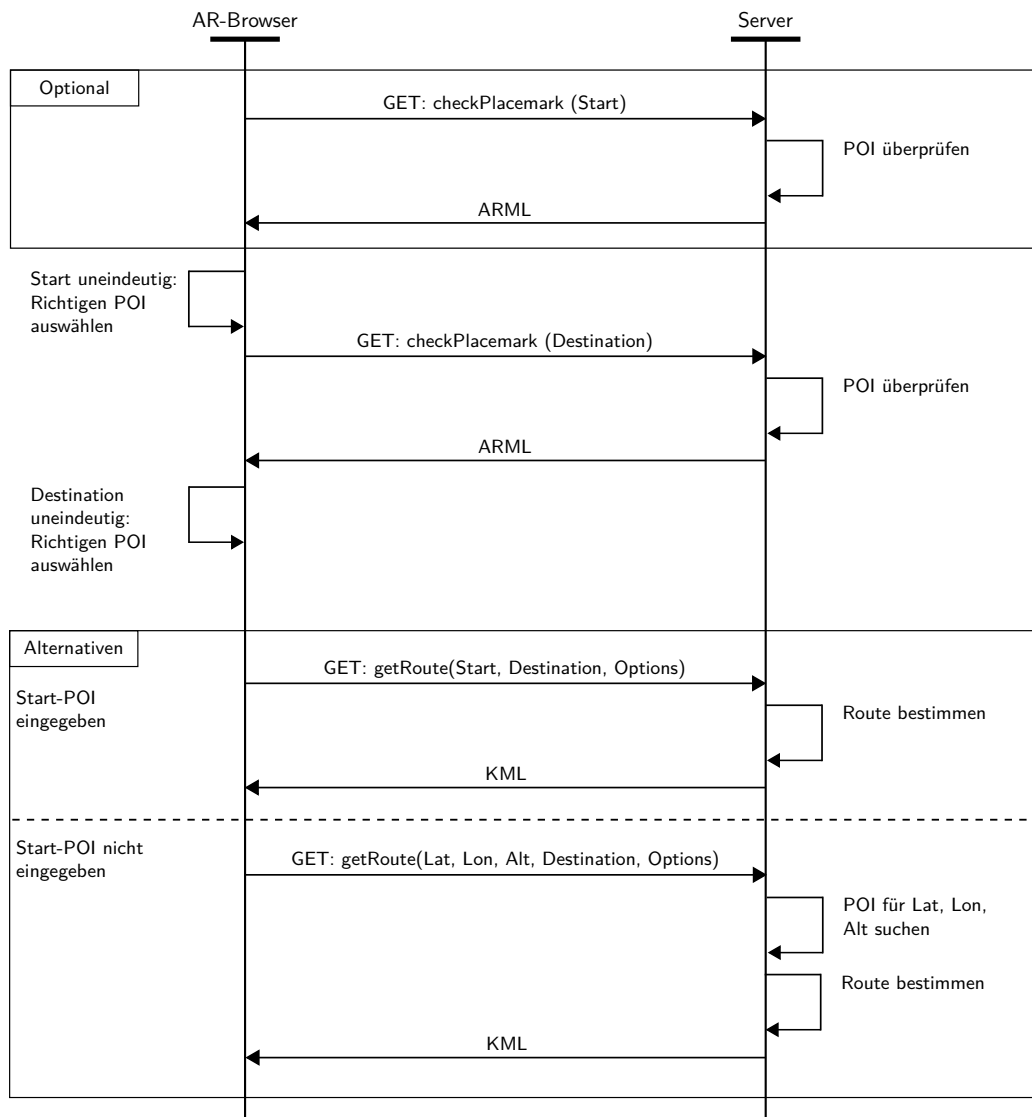 AR-Browser
Server
Optional
GET: checkPlacemark (Start)
POI überprüfen
ARML
Start uneindeutig:
Richtigen POI
auswählen
GET: checkPlacemark (Destination)
POI überprüfen
ARML
Destination
uneindeutig:
Richtigen POI
auswählen
Alternativen
GET: getRoute(Start, Destination, Options)
Start-POI
eingegeben
Route bestimmen
KML
Start-POI nicht
eingegeben
GET: getRoute(Lat, Lon, Alt, Destination, Options)
POI für Lat, Lon,
Alt suchen
Route bestimmen
KML